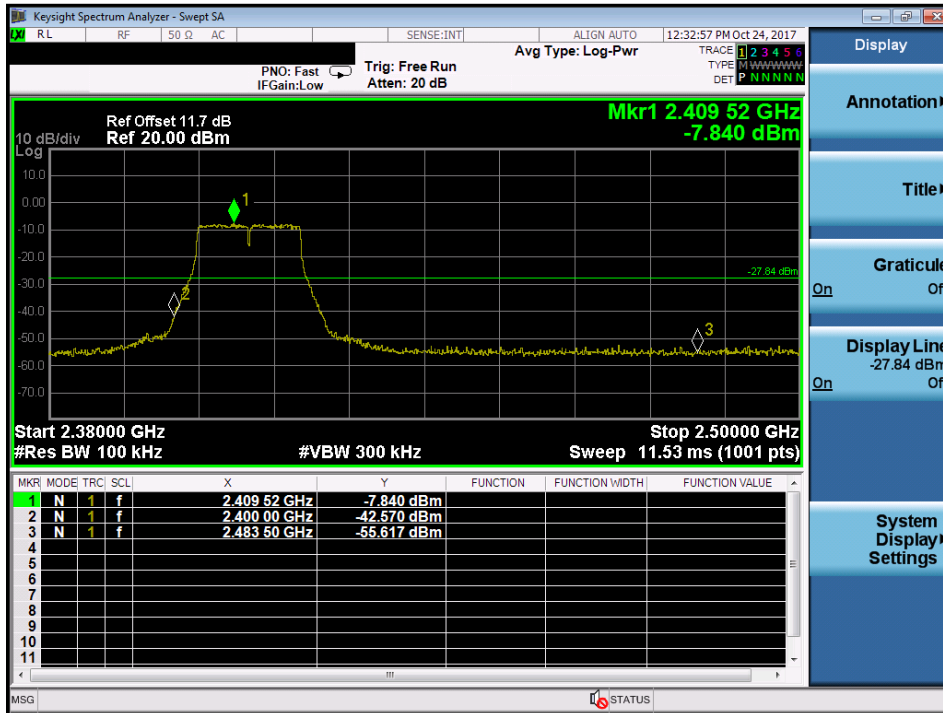 Keysight Spectrum Analyzer - Swept SA
LXI RL RF 50 Ω AC SENSE:INT ALIGN AUTO 12:32:57 PM Oct 24, 2017
Display
Avg Type: Log-Pwr TRACE 1 2 3 4 5 6
PNO: Fast Trig: Free Run TYPE M W W W W W
IFGain:Low Atten: 20 dB DET P N N N N N
Annotation
Mkr1 2.409 52 GHz
-7.840 dBm
Ref Offset 11.7 dB
10 dB/div Ref 20.00 dBm
Log
10.0
0.00
-10.0
-20.0
-30.0
-40.0
-50.0
-60.0
-70.0
1
2
3
-27.84 dBm
Start 2.38000 GHz Stop 2.50000 GHz
#Res BW 100 kHz #VBW 300 kHz Sweep 11.53 ms (1001 pts)
MKR MODE TRC SCL X Y FUNCTION FUNCTION WIDTH FUNCTION VALUE
1 N 1 f 2.409 52 GHz -7.840 dBm
2 N 1 f 2.400 00 GHz -42.570 dBm
3 N 1 f 2.483 50 GHz -55.617 dBm
4
5
6
7
8
9
10
11
Title
Graticule
On Of
Display Line
-27.84 dBm
On Of
System
Display
Settings
MSG STATUS